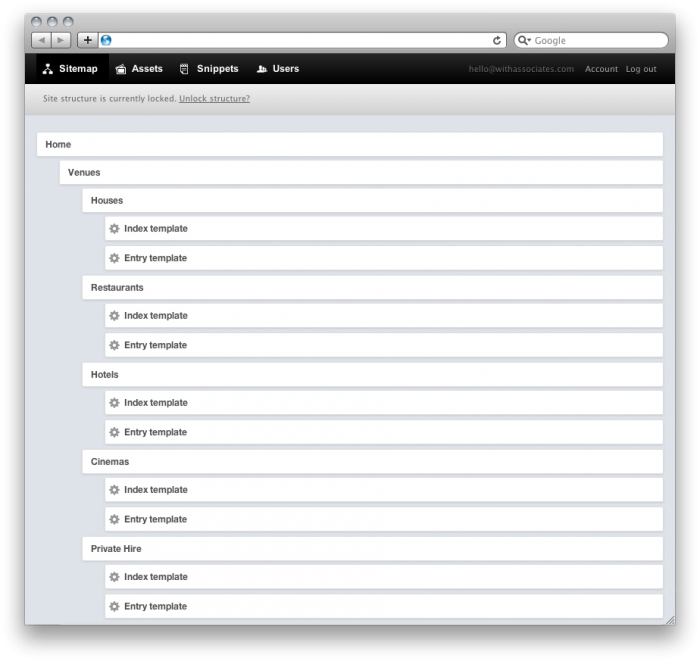 Google
Sitemap Assets Snippets Users hello@withassociates.com Account Log out
Site structure is currently locked. Unlock structure?
Home
Venues
Houses
Index template
Entry template
Restaurants
Index template
Entry template
Hotels
Index template
Entry template
Cinemas
Index template
Entry template
Private Hire
Index template
Entry template